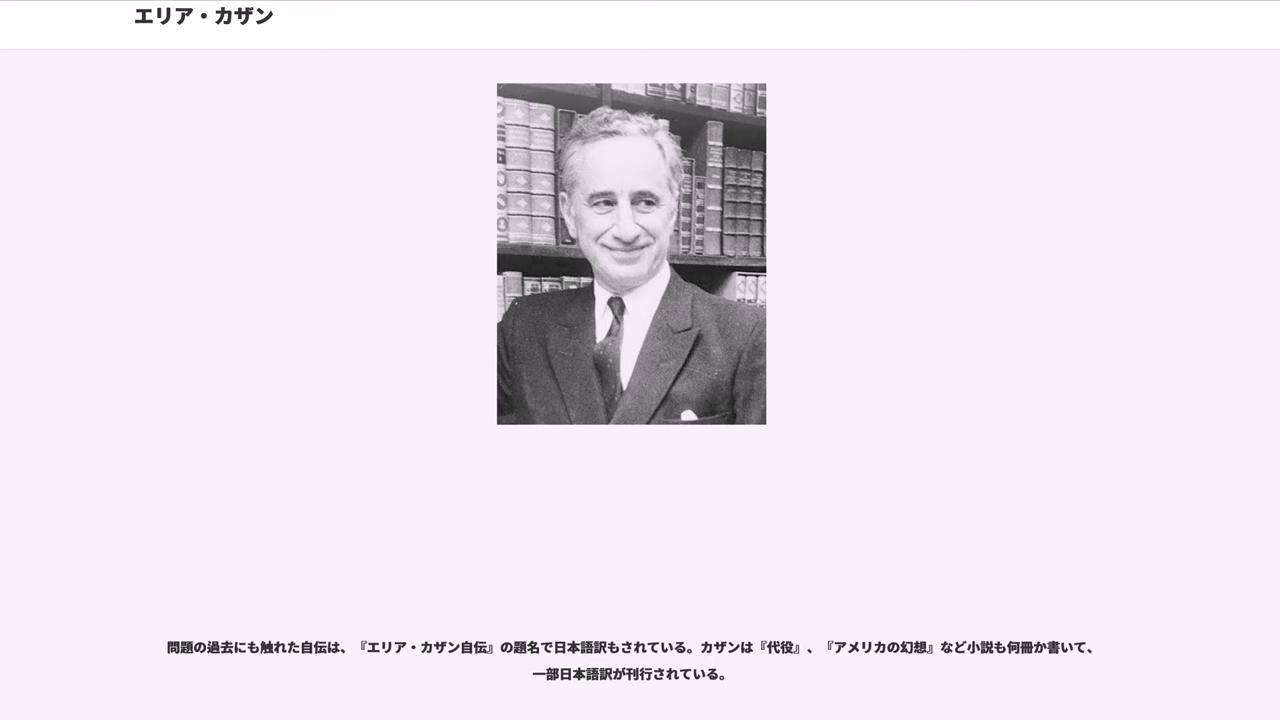 エリア・カザン
問題の過去にも触れた自伝は、『エリア・カザン自伝』の題名で日本語訳もされている。カザンは『代役』、『アメリカの幻想』など小説も何冊か書いて、
一部日本語訳が刊行されている。